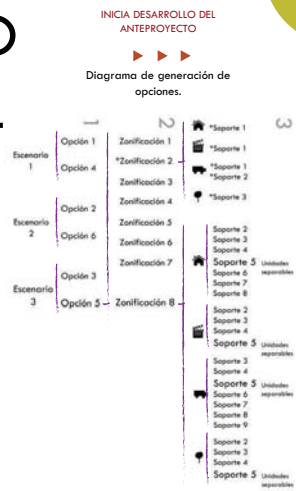 INICIA DESARROLLO DEL
ANTEPROYECTO
Diagrama de generación de
opciones.
1
2
3
Escenario
1
Opción 1
Opción 4
Escenario
2
Opción 2
Opción 6
Escenario
3
Opción 3
Opción 5
Zonificación 1
*Zonificación 2
Zonificación 3
Zonificación 4
Zonificación 5
Zonificación 6
Zonificación 7
Zonificación 8
*Soporte 1
*Soporte 1
*Soporte 1
*Soporte 2
*Soporte 3
Soporte 2
Soporte 3
Soporte 4
Soporte 5 Unidades
separables
Soporte 6
Soporte 7
Soporte 8
Soporte 2
Soporte 3
Soporte 4
Soporte 5 Unidades
separables
Soporte 3
Soporte 4
Soporte 5 Unidades
separables
Soporte 6
Soporte 7
Soporte 8
Soporte 9
Soporte 2
Soporte 3
Soporte 4
Soporte 5 Unidades
separables